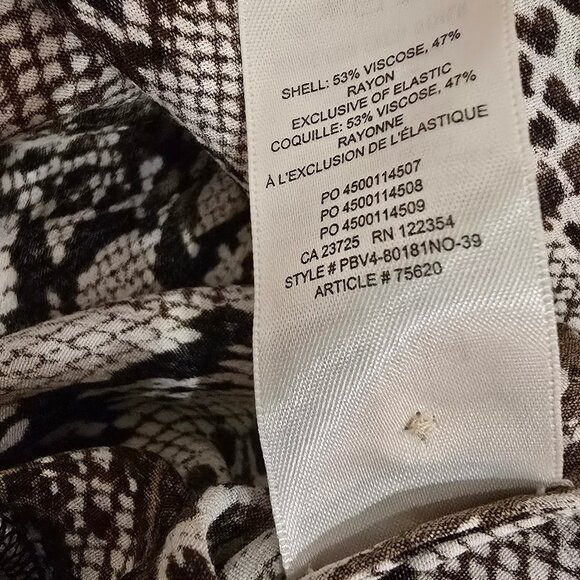 SHELL: 53% VISCOSE, 47%
RAYON
EXCLUSIVE OF ELASTIC
COQUILLE: 53% VISCOSE, 47%
RAYONNE
À L'EXCLUSION DE L'ÉLASTIQUE
PO 4500114507
PO 4500114508
PO 4500114509
CA 23725 RN 122354
STYLE # PBV4-80181NO-39
ARTICLE # 75620